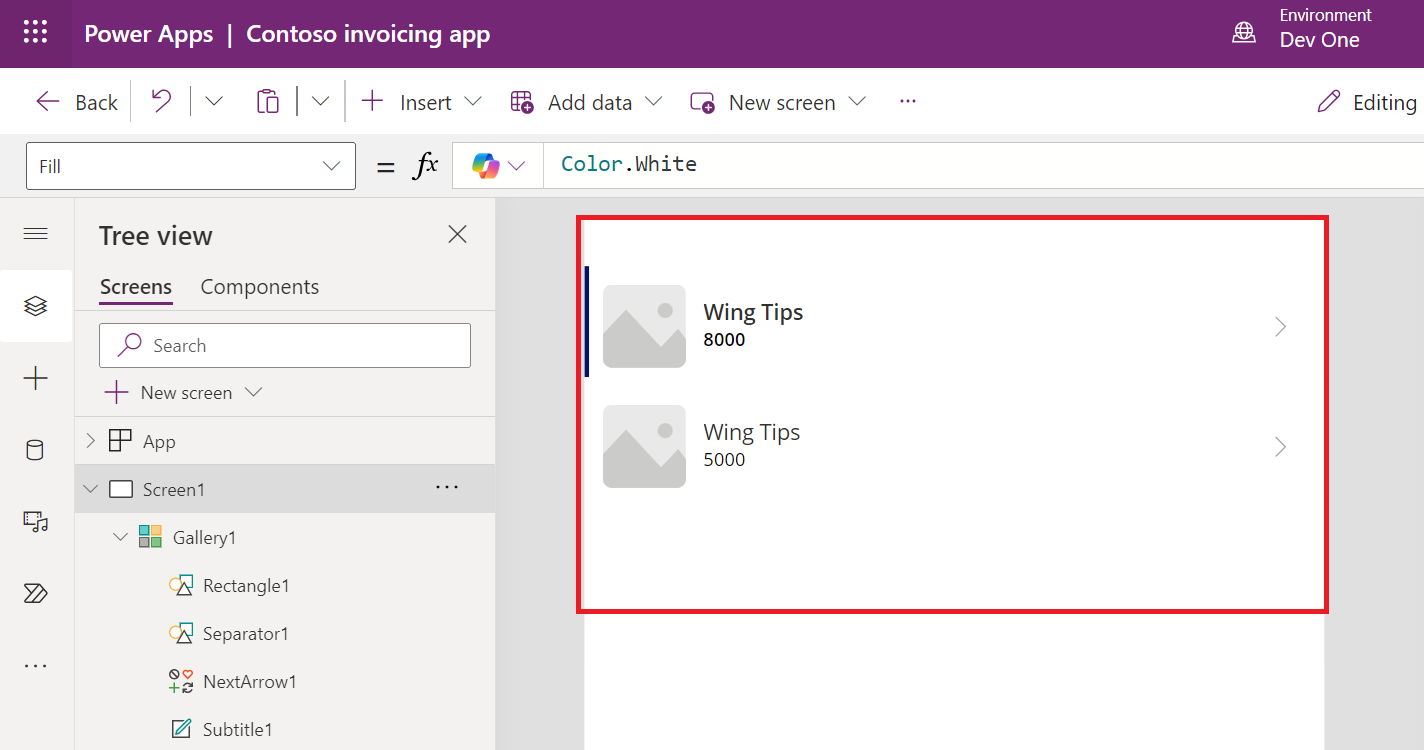 Power Apps | Contoso invoicing app
Environment
Dev One
Back
Insert
Add data
New screen
...
Editing
Fill
= fx
Color.White
Tree view
Screens
Components
Search
New screen
App
Screen1
...
Gallery1
Rectangle1
Separator1
NextArrow1
Subtitle1
...
Wing Tips
8000
Wing Tips
5000